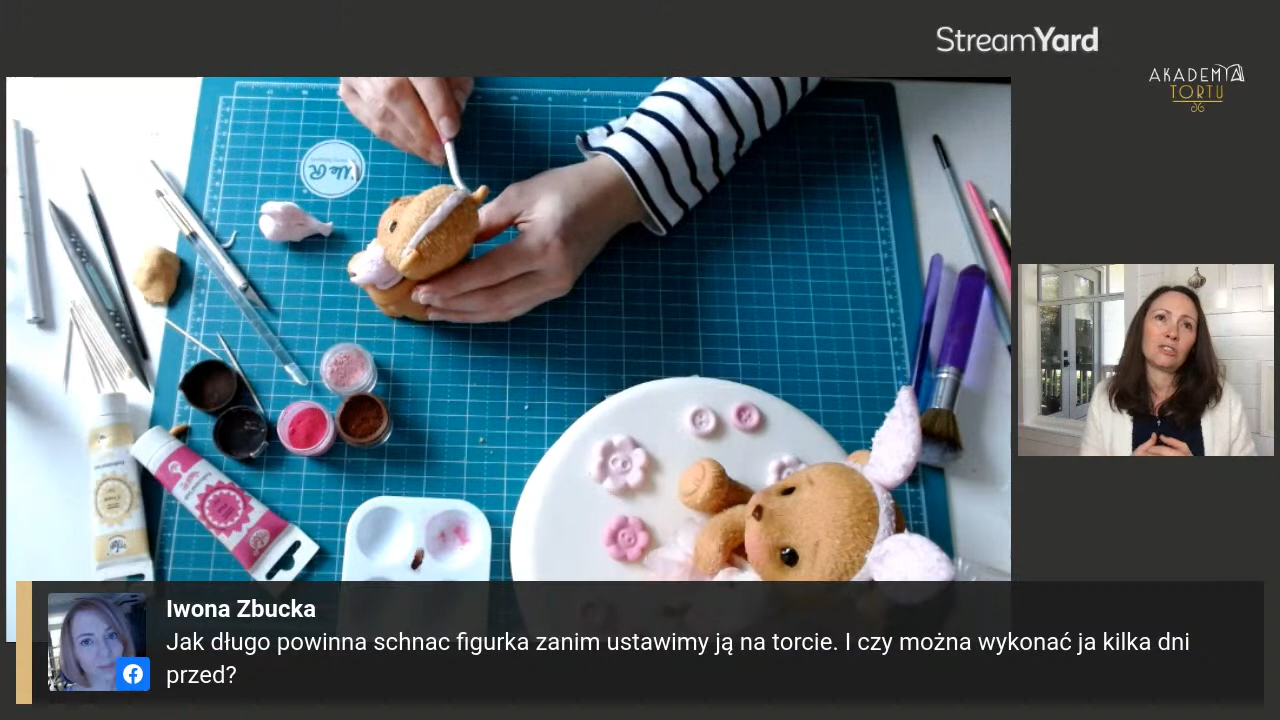 StreamYard
AKADEMIA
TORTU
We R
Iwona Zbucka
Jak długo powinna schnac figurka zanim ustawimy ją na torcie. I czy można wykonać ja kilka dni
przed?